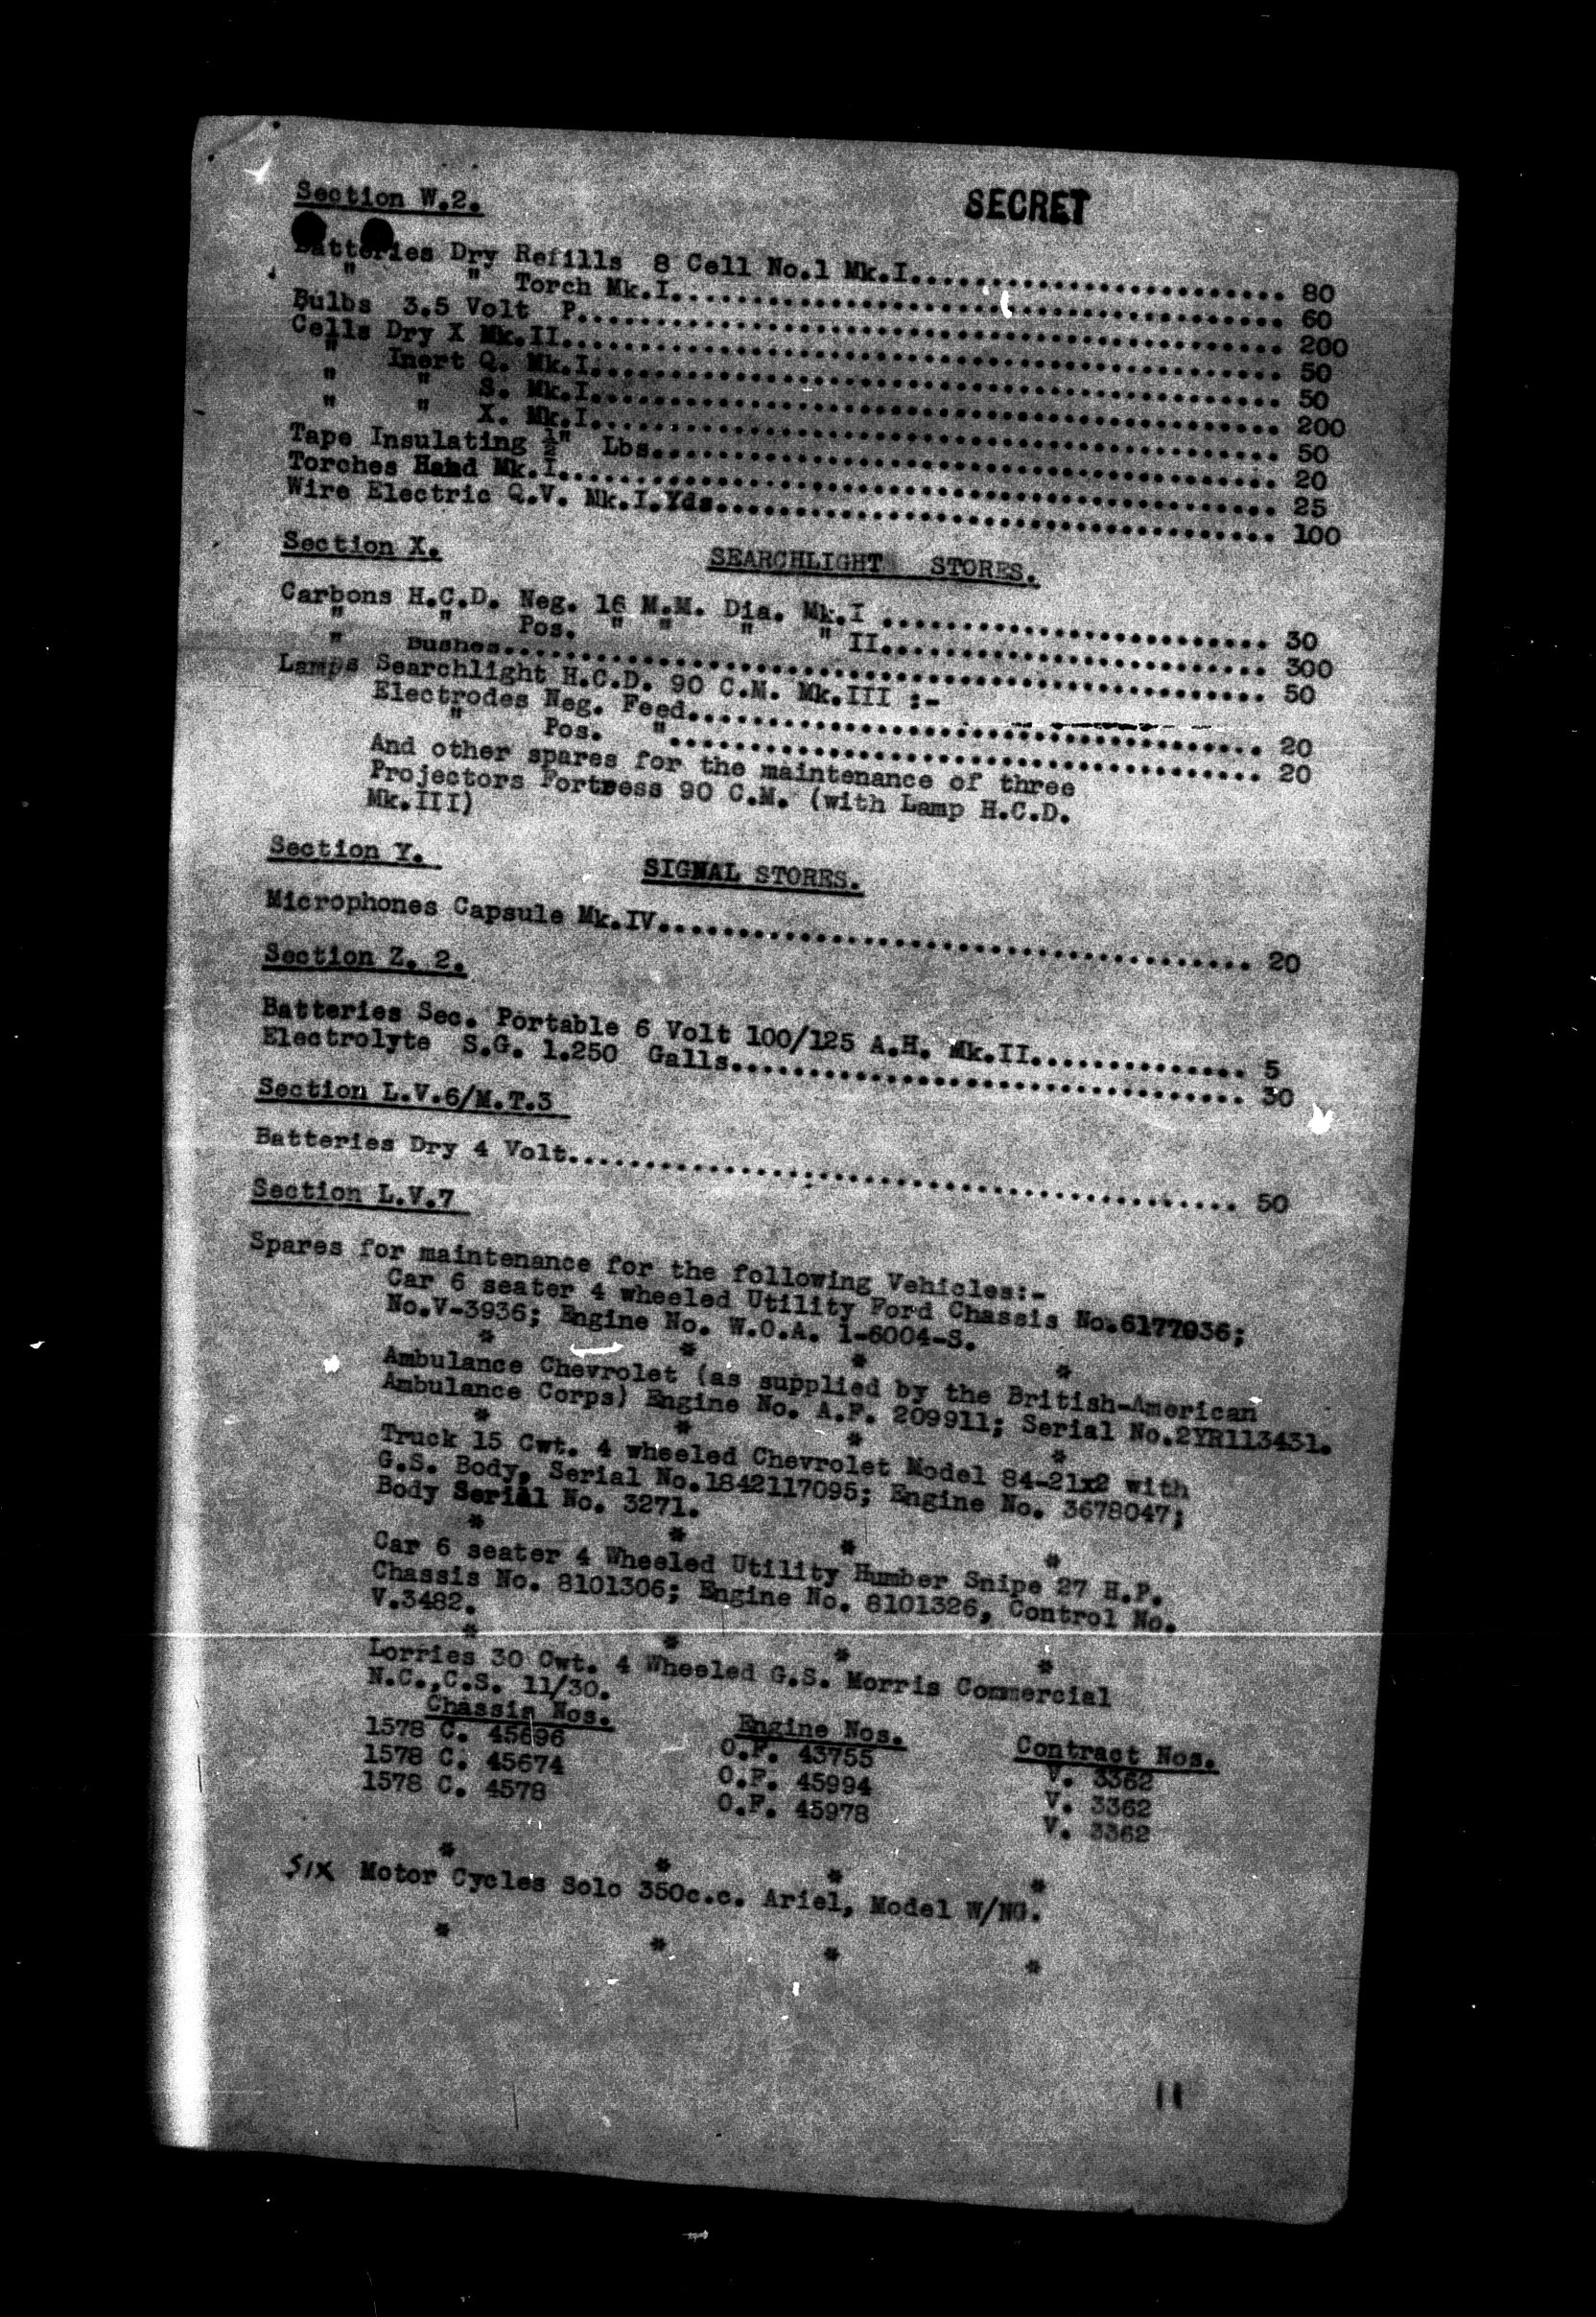 Section W.2. SECRET
Batteries Dry Refills 8 Cell No.1 Mk.I........................ 80
" " Torch Mk.I....................................... 60
Bulbs 3.5 Volt P............................................. 200
Cells Dry X Mk.II.............................................. 50
" Inert Q. Mk.I............................................ 50
" " S. Mk.I............................................ 200
" " X. Mk.I............................................ 50
Tape Insulating ½" Lbs........................................ 20
Torches Hand Mk.I.............................................. 25
Wire Electric Q.V. Mk.I.Yds.................................... 100
Section X. SEARCHLIGHT STORES.
Carbons H.C.D. Neg. 16 M.M. Dia. Mk.I ......................... 30
" " Pos. " " " " II......................... 300
" Bushes................................................. 50
Lamps Searchlight H.C.D. 90 C.M. Mk.III :-
Electrodes Neg. Feed..................................... 20
" Pos. "...................................... 20
And other spares for the maintenance of three
Projectors Fortress 90 C.M. (with Lamp H.C.D.
Mk.III)
Section Y. SIGNAL STORES.
Microphones Capsule Mk.IV...................................... 20
Section Z. 2.
Batteries Sec. Portable 6 Volt 100/125 A.H. Mk.II.............. 5
Electrolyte S.G. 1.250 Galls................................. 30
Section L.V.6/M.T.3
Batteries Dry 4 Volt........................................... 50
Section L.V.7
Spares for maintenance for the following Vehicles:-
Car 6 seater 4 wheeled Utility Ford Chassis No.6177036;
No.V-3936; Engine No. W.O.A. 1-6004-S.
* * * *
Ambulance Chevrolet (as supplied by the British-American
Ambulance Corps) Engine No. A.F. 209911; Serial No.2YR113431.
* * * *
Truck 15 Cwt. 4 wheeled Chevrolet Model 84-21x2 with
G.S. Body, Serial No.1842117095; Engine No. 3678047;
Body Serial No. 3271.
* * * *
Car 6 seater 4 Wheeled Utility Humber Snipe 27 H.P.
Chassis No. 8101306; Engine No. 8101326, Control No.
V.3482.
* * * *
Lorries 30 Cwt. 4 Wheeled G.S. Morris Commercial
N.C.,C.S. 11/30.
Chassis Nos. Engine Nos. Contract Nos.
1578 C. 45696 O.F. 43755 V. 3362
1578 C. 45674 O.F. 45994 V. 3362
1578 C. 4578 O.F. 45978 V. 3362
* * * *
SIX Motor Cycles Solo 350c.c. Ariel, Model W/NG.
* * * *
11